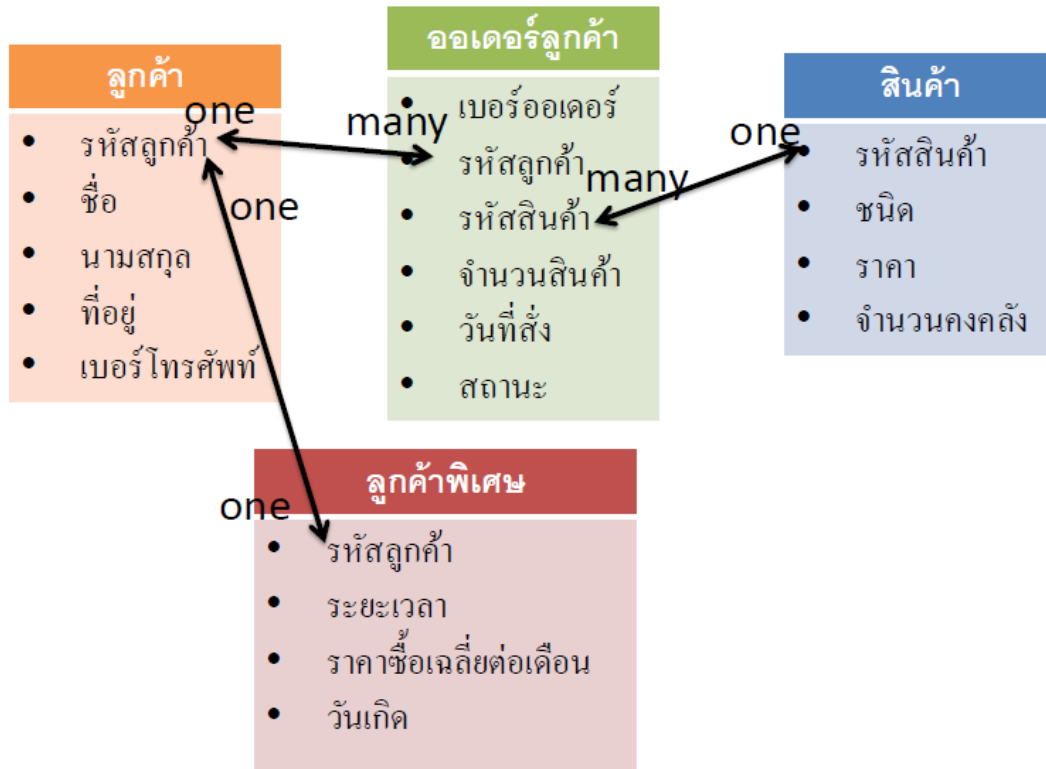 ลูกค้า
• รหัสลูกค้า
• ชื่อ
• นามสกุล
• ที่อยู่
• เบอร์โทรศัพท์
one
many
ออเดอร์ลูกค้า
• เบอร์ออเดอร์
• รหัสลูกค้า
• รหัสสินค้า
• จำนวนสินค้า
• วันที่สั่ง
• สถานะ
many
one
สินค้า
• รหัสสินค้า
• ชนิด
• ราคา
• จำนวนคงคลัง
one
one
ลูกค้าพิเศษ
• รหัสลูกค้า
• ระยะเวลา
• ราคาซื้อเฉลี่ยต่อเดือน
• วันเกิด